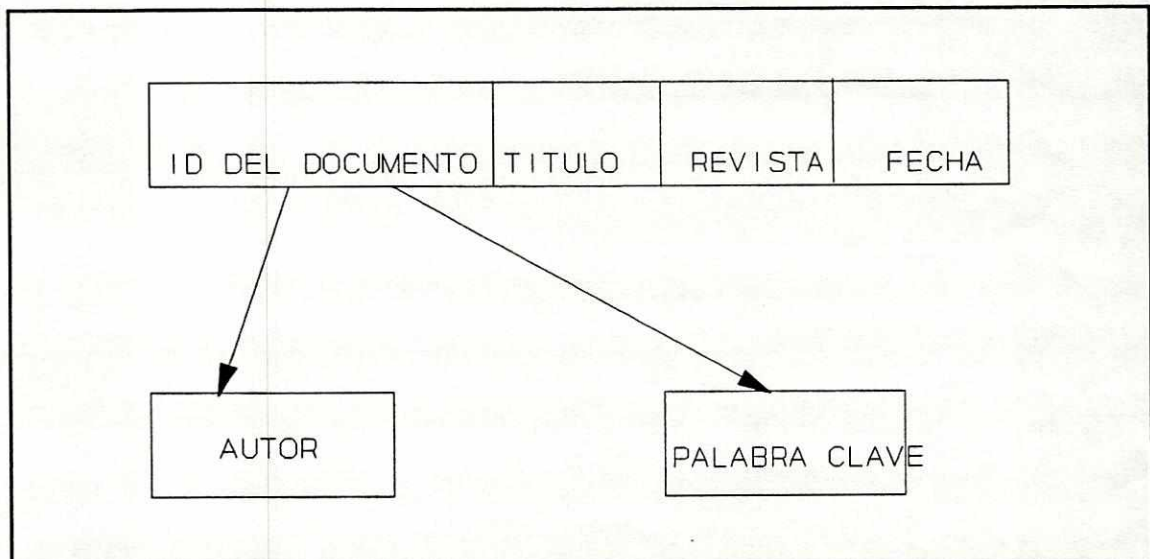 ID DEL DOCUMENTO TITULO REVISTA FECHA
AUTOR
PALABRA CLAVE